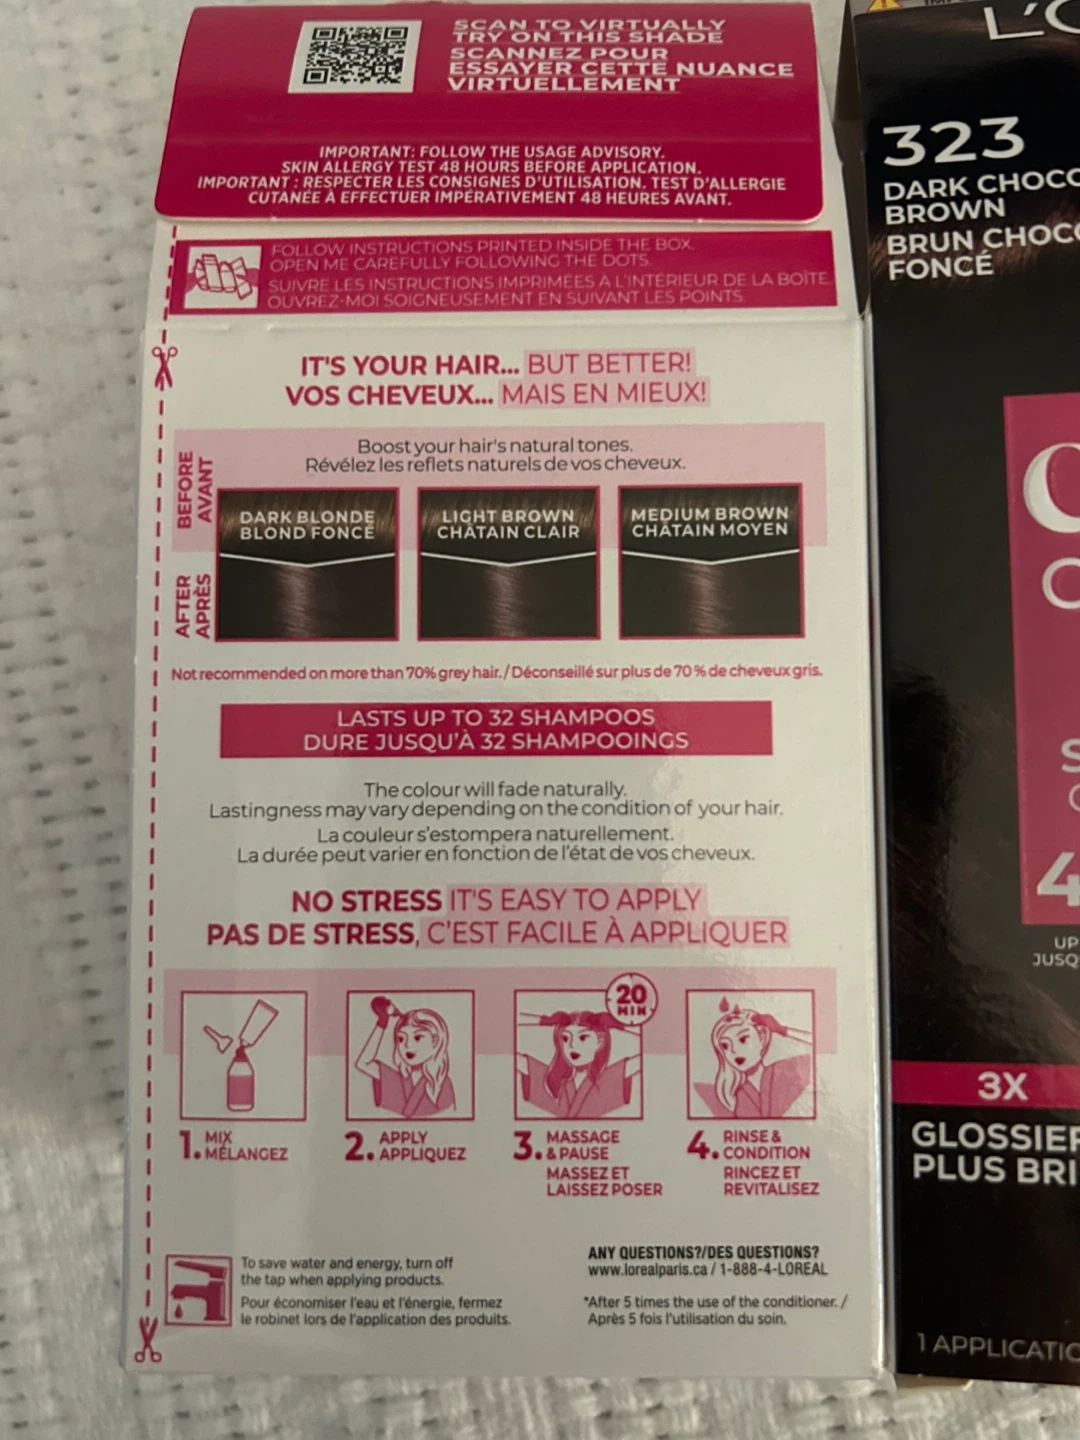 SCAN TO VIRTUALLY
TRY ON THIS SHADE
SCANNEZ POUR
ESSAYER CETTE NUANCE
VIRTUELLEMENT
IMPORTANT: FOLLOW THE USAGE ADVISORY.
SKIN ALLERGY TEST 48 HOURS BEFORE APPLICATION.
IMPORTANT : RESPECTER LES CONSIGNES D'UTILISATION. TEST D'ALLERGIE
CUTANÉE À EFFECTUER IMPÉRATIVEMENT 48 HEURES AVANT.
FOLLOW INSTRUCTIONS PRINTED INSIDE THE BOX.
OPEN ME CAREFULLY FOLLOWING THE DOTS.
SUIVRE LES INSTRUCTIONS IMPRIMÉES À L'INTÉRIEUR DE LA BOÎTE.
OUVREZ-MOI SOIGNEUSEMENT EN SUIVANT LES POINTS.
IT'S YOUR HAIR... BUT BETTER!
VOS CHEVEUX... MAIS EN MIEUX!
BEFORE
AVANT
Boost your hair's natural tones.
Révélez les reflets naturels de vos cheveux.
DARK BLONDE
BLOND FONCÉ
LIGHT BROWN
CHÂTAIN CLAIR
MEDIUM BROWN
CHÂTAIN MOYEN
AFTER
APRÈS
Not recommended on more than 70% grey hair. / Déconseillé sur plus de 70 % de cheveux gris.
LASTS UP TO 32 SHAMPOOS
DURE JUSQU'À 32 SHAMPOOINGS
The colour will fade naturally.
Lastingness may vary depending on the condition of your hair.
La couleur s'estompera naturellement.
La durée peut varier en fonction de l'état de vos cheveux.
NO STRESS IT'S EASY TO APPLY
PAS DE STRESS, C'EST FACILE À APPLIQUER
20
MIN
1. MIX
MÉLANGEZ
2. APPLY
APPLIQUEZ
3. MASSAGE
& PAUSE
MASSEZ ET
LAISSEZ POSER
4. RINSE &
CONDITION
RINCEZ ET
REVITALISEZ
To save water and energy, turn off
the tap when applying products.
Pour économiser l'eau et l'énergie, fermez
le robinet lors de l'application des produits.
ANY QUESTIONS?/DES QUESTIONS?
www.lorealparis.ca / 1-888-4-LOREAL
*After 5 times the use of the conditioner. /
Après 5 fois l'utilisation du soin.
L'O
323
DARK CHOCO
BROWN
BRUN CHOCO
FONCÉ
4
UP
JUSQ
3X
GLOSSIER
PLUS BRI
1 APPLICATIO